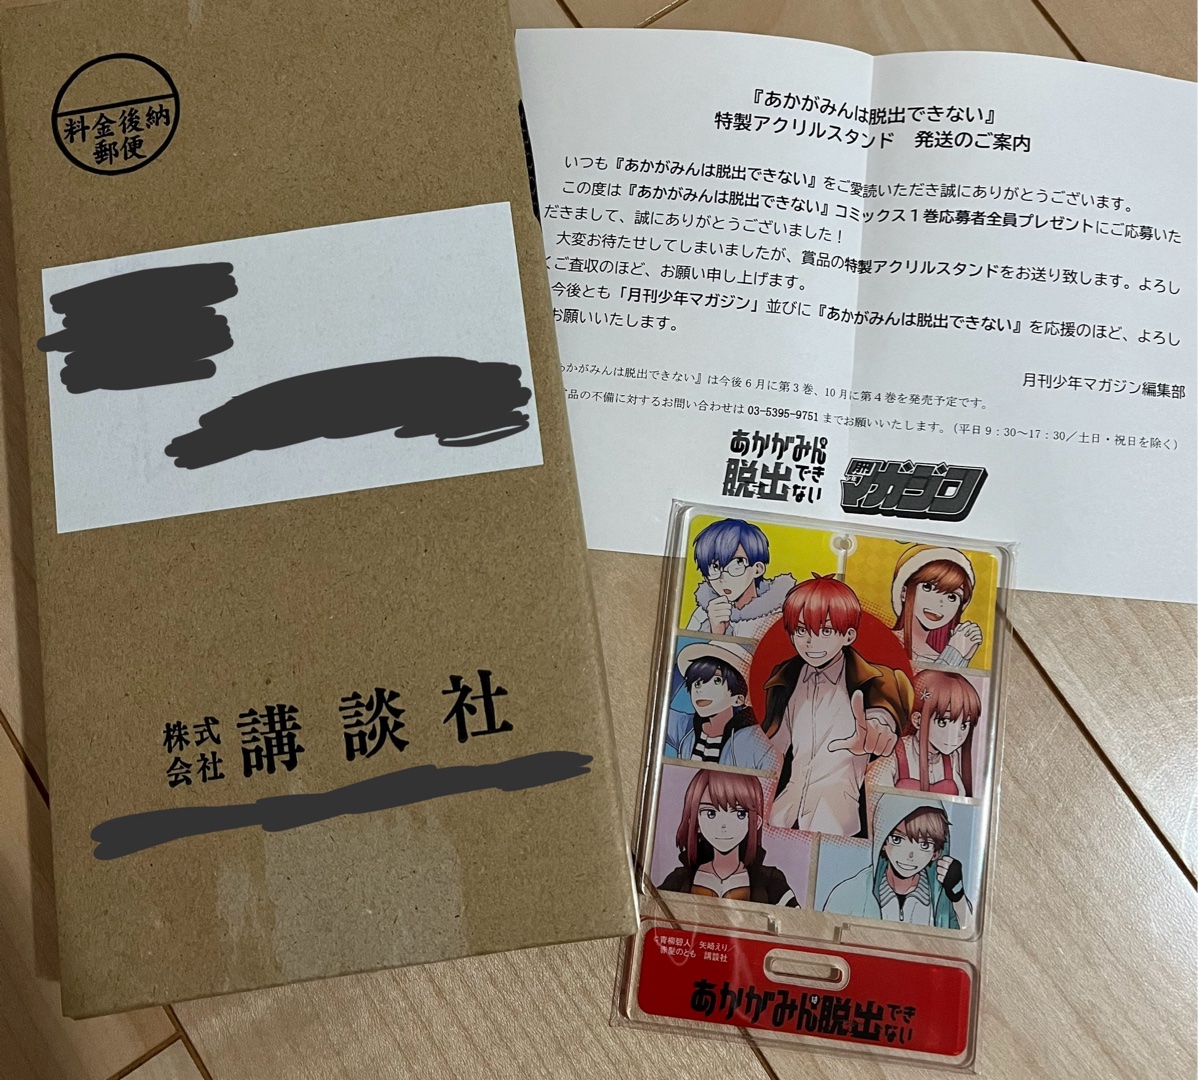 料金後納
郵便
株式
会社
講談社
『あかがみんは脱出できない』
特製アクリルスタンド　発送のご案内
いつも『あかがみんは脱出できない』をご愛読いただき誠にありがとうございます。
この度は『あかがみんは脱出できない』コミックス１巻応募者全員プレゼントにご応募いた
だきまして、誠にありがとうございました！
大変お待たせしてしまいましたが、賞品の特製アクリルスタンドをお送り致します。よろし
くご査収のほど、お願い申し上げます。
今後とも「月刊少年マガジン」並びに『あかがみんは脱出できない』を応援のほど、よろし
お願いいたします。
月刊少年マガジン編集部
あかがみんは脱出できない』は今後６月に第３巻、10月に第４巻を発売予定です。
品の不備に対するお問い合わせは 03-5395-9751 までお願いいたします。（平日９：30〜17：30／土日・祝日を除く）
あかがみんは
脱出できない
月刊少年マガジン
©青柳碧人　矢崎えり／
赤髪のとも　講談社
あかがみんは脱出できない